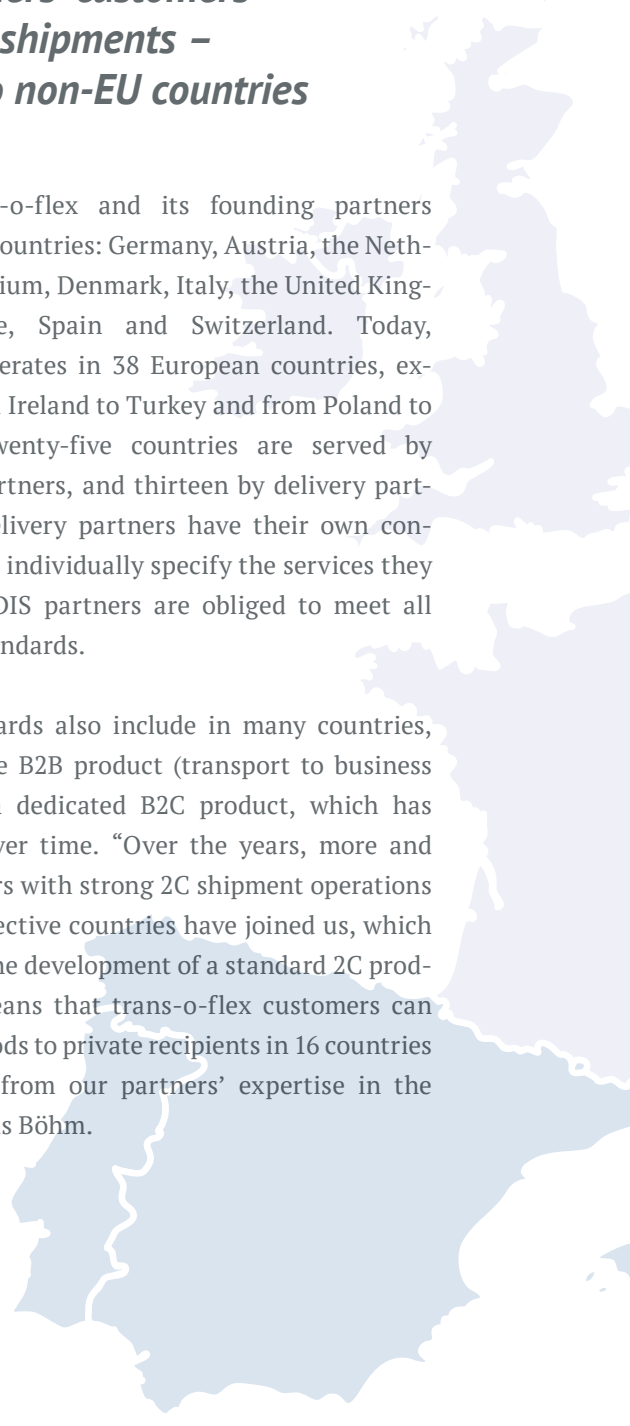 shipments –
non-EU countries
-o-flex and its founding partners
ountries: Germany, Austria, the Neth-
ium, Denmark, Italy, the United King-
e, Spain and Switzerland. Today,
erates in 38 European countries, ex-
Ireland to Turkey and from Poland to
wenty-five countries are served by
rtners, and thirteen by delivery part-
elivery partners have their own con-
individually specify the services they
DIS partners are obliged to meet all
ndards.
ards also include in many countries,
e B2B product (transport to business
dedicated B2C product, which has
ver time. “Over the years, more and
rs with strong 2C shipment operations
ective countries have joined us, which
he development of a standard 2C prod-
eans that trans-o-flex customers can
ods to private recipients in 16 countries
from our partners’ expertise in the
as Böhm.